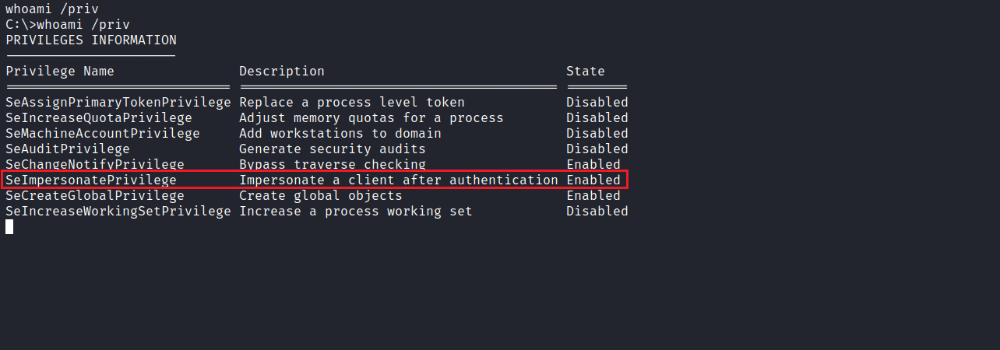 whoami /priv
C:\>whoami /priv
PRIVILEGES INFORMATION
----------------------
Privilege Name Description State
============================= ========================================= ========
SeAssignPrimaryTokenPrivilege Replace a process level token Disabled
SeIncreaseQuotaPrivilege Adjust memory quotas for a process Disabled
SeMachineAccountPrivilege Add workstations to domain Disabled
SeAuditPrivilege Generate security audits Disabled
SeChangeNotifyPrivilege Bypass traverse checking Enabled
SeImpersonatePrivilege Impersonate a client after authentication Enabled
SeCreateGlobalPrivilege Create global objects Enabled
SeIncreaseWorkingSetPrivilege Increase a process working set Disabled